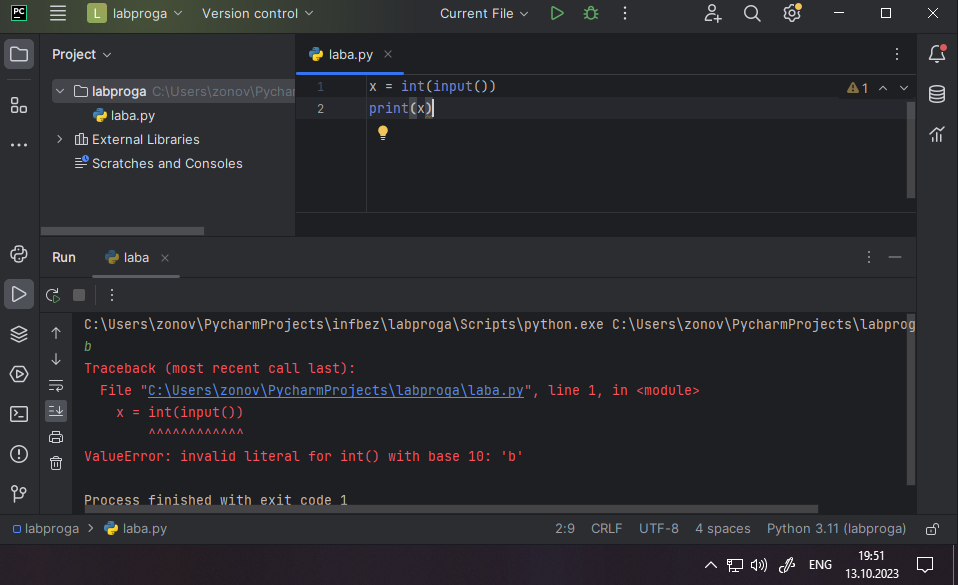 PC L labproga Version control Current File
Project
laba.py
labproga C:\Users\zonov\Pychar
laba.py
External Libraries
Scratches and Consoles
1 x = int(input())
2 print(x)
1
Run laba
C:\Users\zonov\PycharmProjects\infbez\labproga\Scripts\python.exe C:\Users\zonov\PycharmProjects\labprog
b
Traceback (most recent call last):
File "C:\Users\zonov\PycharmProjects\labproga\laba.py", line 1, in <module>
x = int(input())
^^^^^^^^^^^^
ValueError: invalid literal for int() with base 10: 'b'
Process finished with exit code 1
labproga > laba.py 2:9 CRLF UTF-8 4 spaces Python 3.11 (labproga)
ENG 19:51
13.10.2023